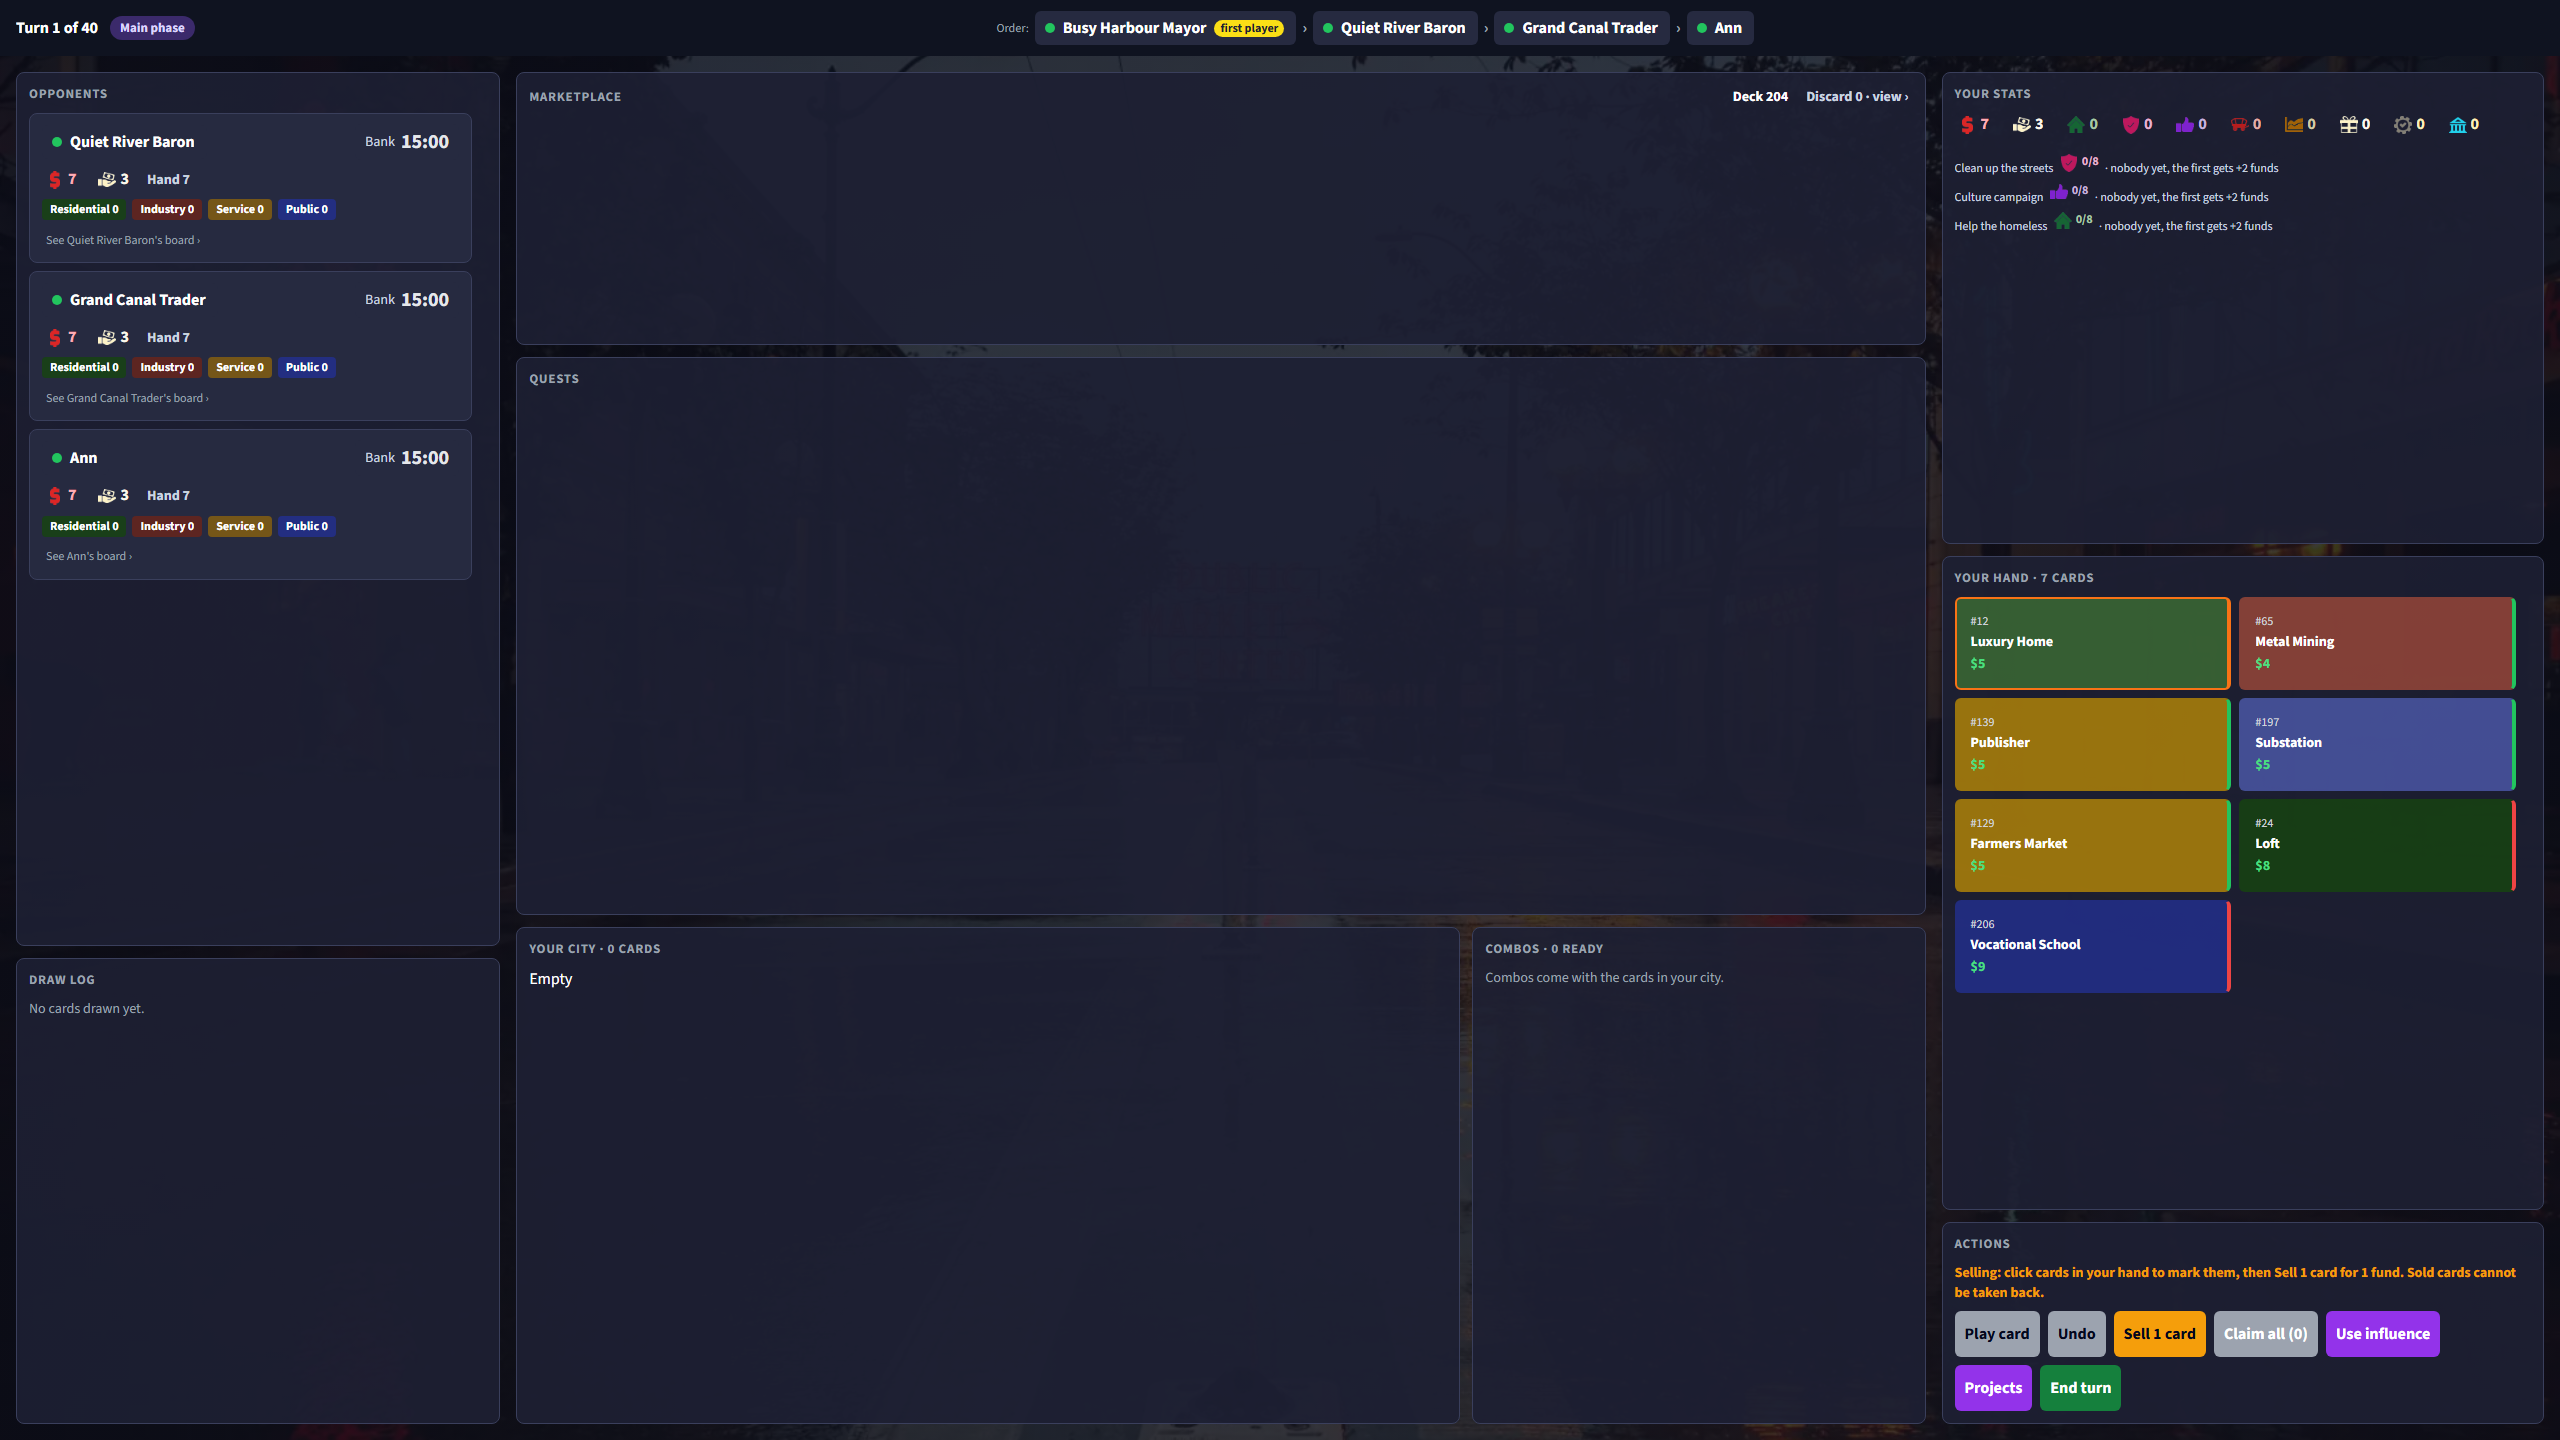 Turn 1 of 40 Main phase
Order: Busy Harbour Mayor first player › Quiet River Baron › Grand Canal Trader › Ann
OPPONENTS
Quiet River Baron Bank 15:00
7 3 Hand 7
Residential 0 Industry 0 Service 0 Public 0
See Quiet River Baron's board ›
Grand Canal Trader Bank 15:00
7 3 Hand 7
Residential 0 Industry 0 Service 0 Public 0
See Grand Canal Trader's board ›
Ann Bank 15:00
7 3 Hand 7
Residential 0 Industry 0 Service 0 Public 0
See Ann's board ›
DRAW LOG
No cards drawn yet.
MARKETPLACE Deck 204 Discard 0 · view ›
QUESTS
YOUR CITY · 0 CARDS
Empty
COMBOS · 0 READY
Combos come with the cards in your city.
YOUR STATS
7 3 0 0 0 0 0 0 0 0
Clean up the streets 0/8 · nobody yet, the first gets +2 funds
Culture campaign 0/8 · nobody yet, the first gets +2 funds
Help the homeless 0/8 · nobody yet, the first gets +2 funds
YOUR HAND · 7 CARDS
#12
Luxury Home
$5
#65
Metal Mining
$4
#139
Publisher
$5
#197
Substation
$5
#129
Farmers Market
$5
#24
Loft
$8
#206
Vocational School
$9
ACTIONS
Selling: click cards in your hand to mark them, then Sell 1 card for 1 fund. Sold cards cannot
be taken back.
Play card Undo Sell 1 card Claim all (0) Use influence
Projects End turn